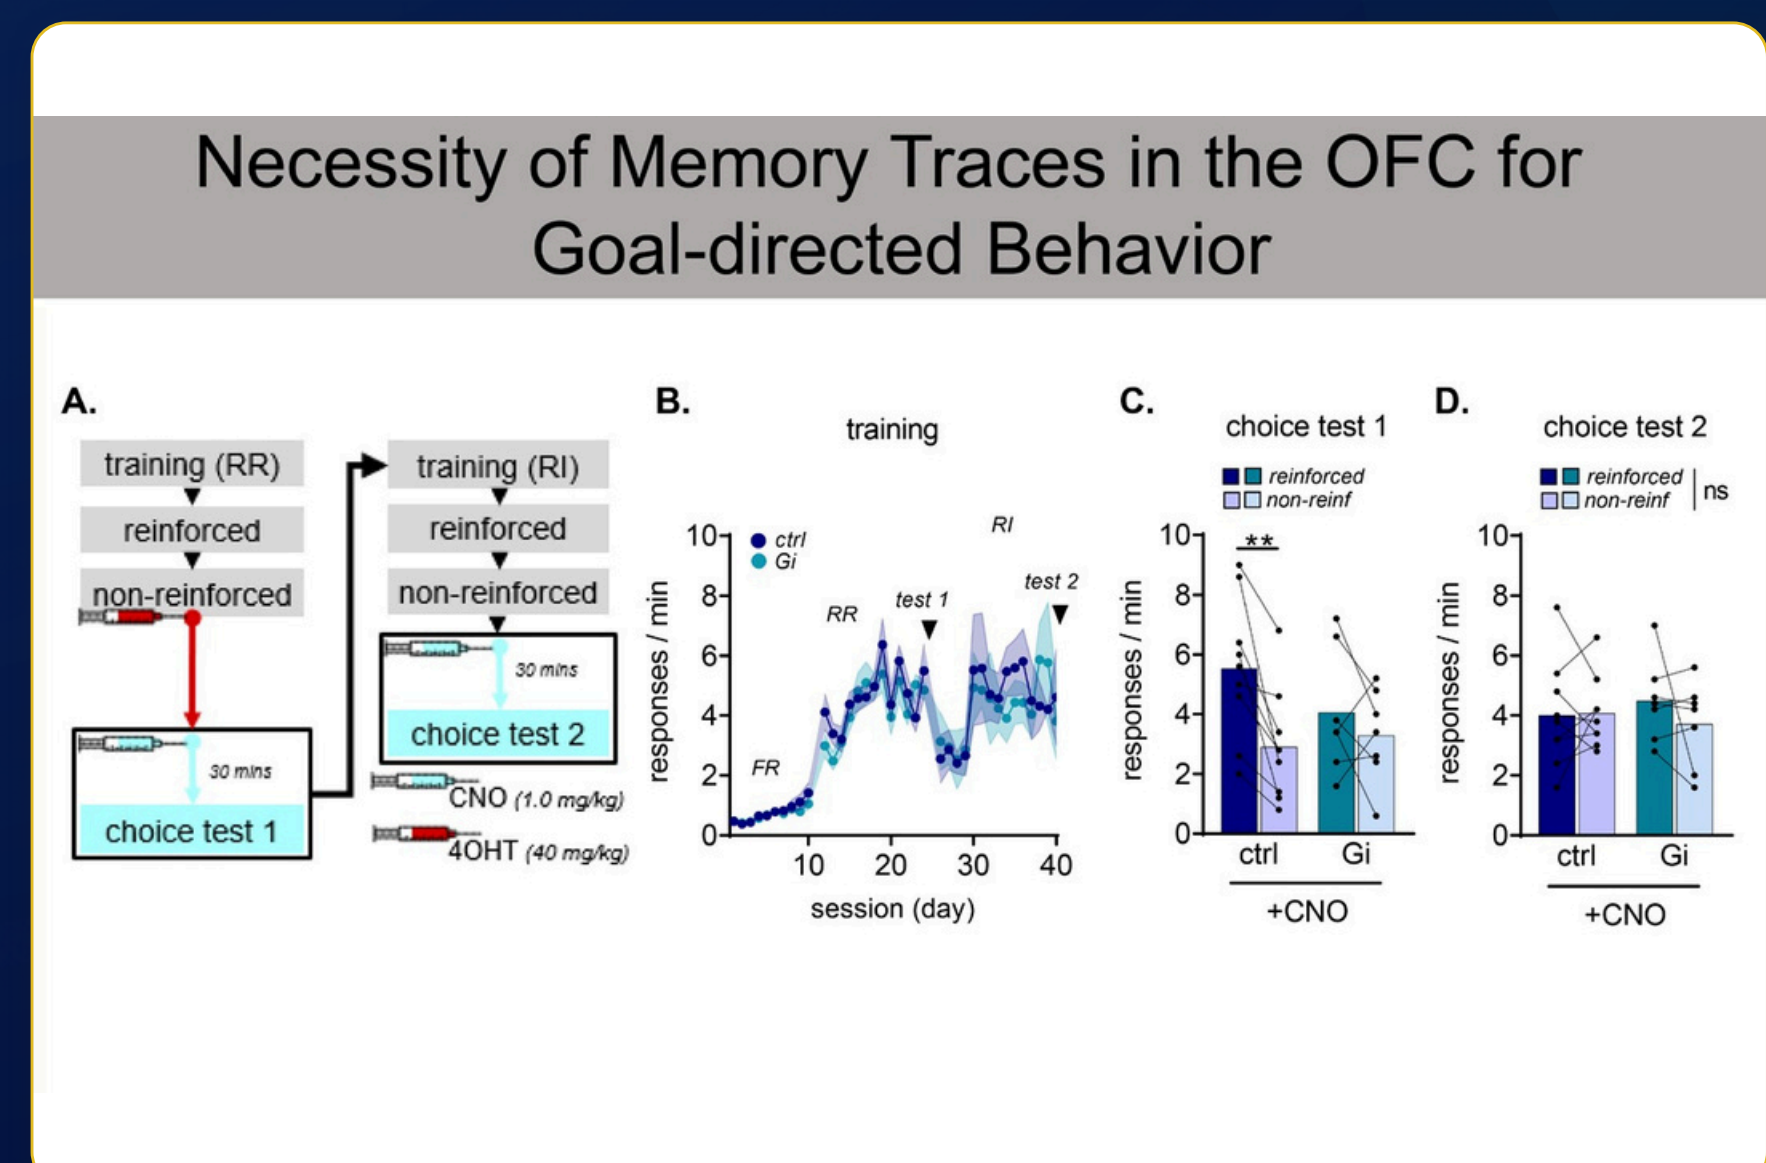 Necessity of Memory Traces in the OFC for
Goal-directed Behavior
A.
training (RR)
reinforced
non-reinforced
30 mins
choice test 1
training (RI)
reinforced
non-reinforced
30 mins
choice test 2
CNO (1.0 mg/kg)
4OHT (40 mg/kg)
B.
training
ctrl
Gi
FR
RR
test 1
RI
test 2
responses / min
10
8
6
4
2
0
10 20 30 40
session (day)
C.
choice test 1
reinforced
non-reinf
**
responses / min
10
8
6
4
2
0
ctrl Gi
+CNO
D.
choice test 2
reinforced
non-reinf
ns
responses / min
10
8
6
4
2
0
ctrl Gi
+CNO